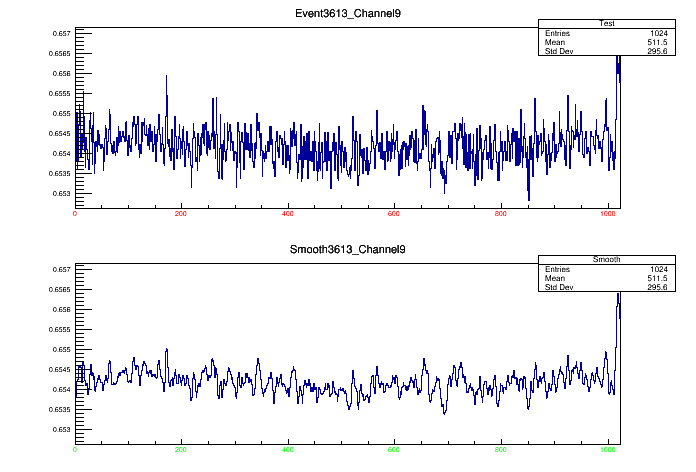 Event3613_Channel9
Test
Entries 1024
Mean 511.5
Std Dev 295.6
0.657
0.6565
0.656
0.6555
0.655
0.6545
0.654
0.6535
0.653
0 200 400 600 800 1000
Smooth3613_Channel9
Smooth
Entries 1024
Mean 511.5
Std Dev 295.6
0.657
0.6565
0.656
0.6555
0.655
0.6545
0.654
0.6535
0.653
0 200 400 600 800 1000